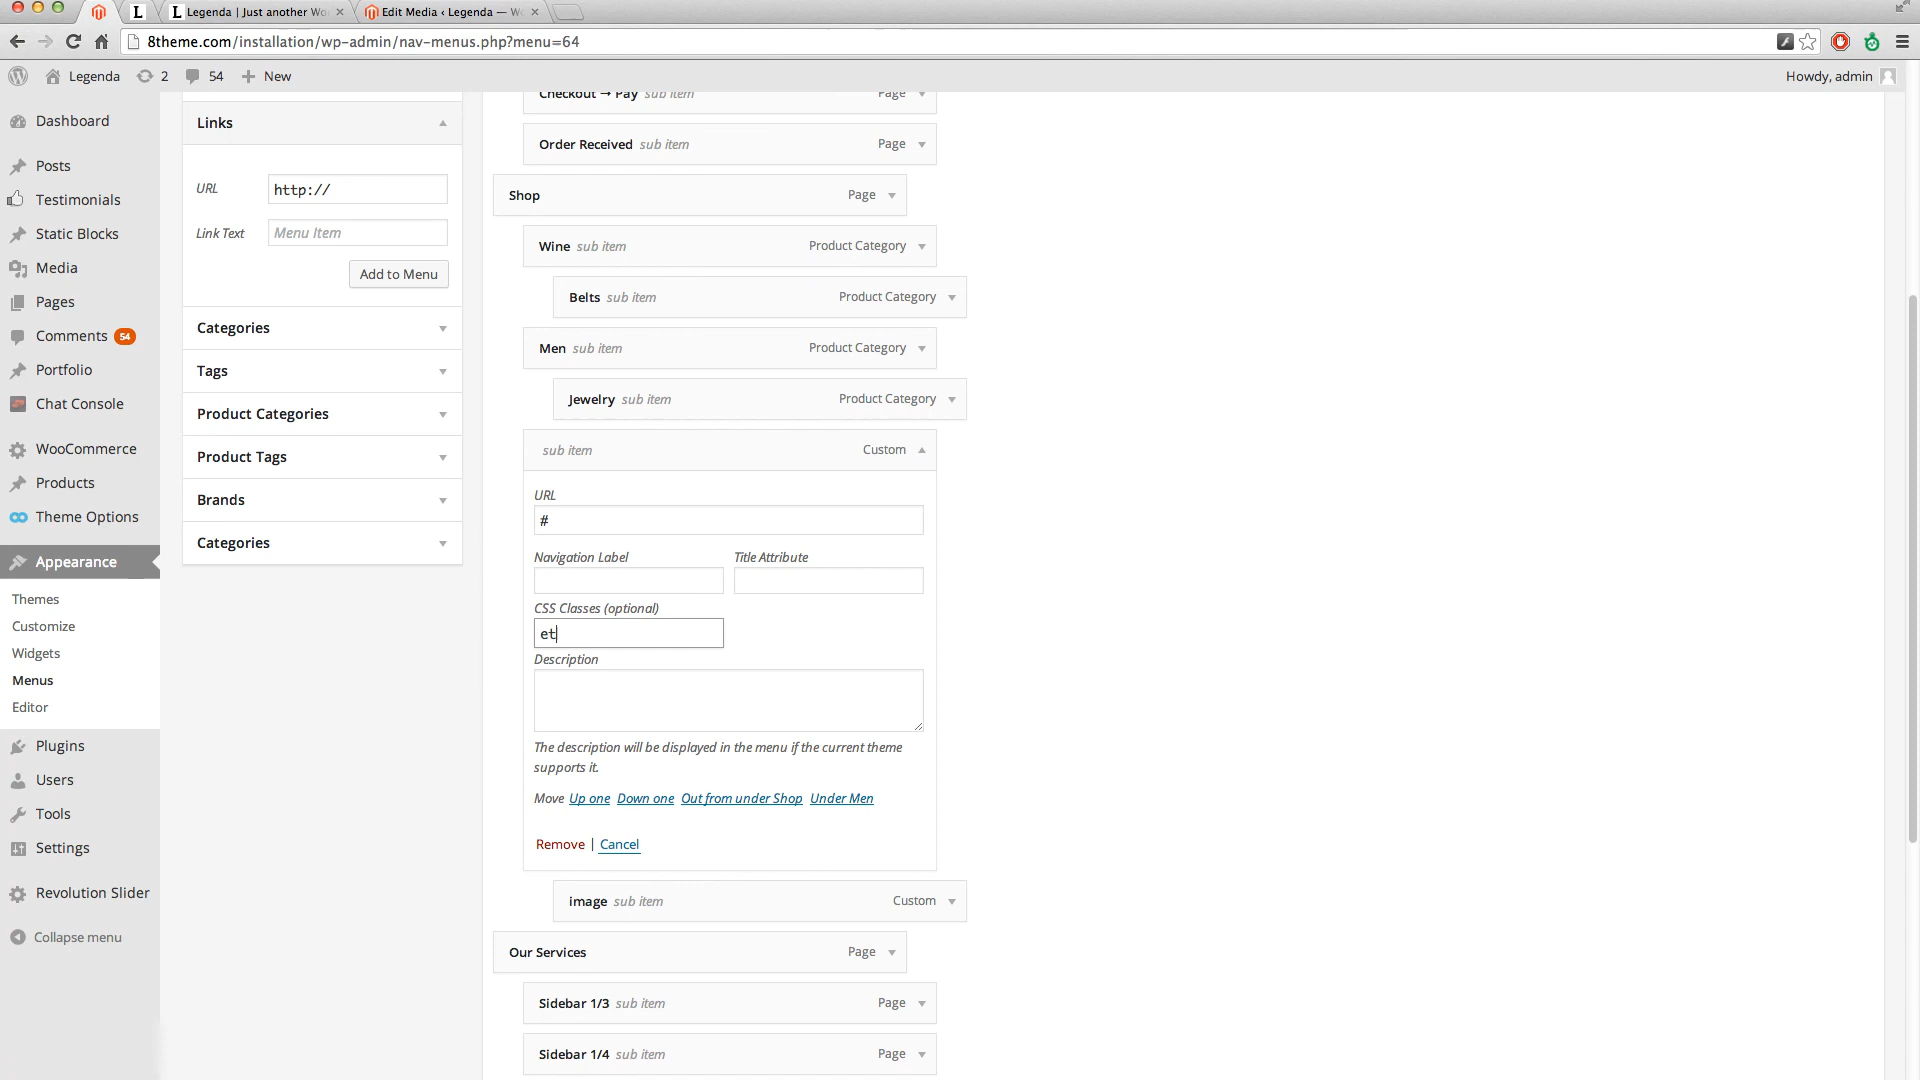 L
L Legenda | Just another Wo
Edit Media ‹ Legenda — W
8theme.com/installation/wp-admin/nav-menus.php?menu=64
Legenda
2
54
New
Howdy, admin
Dashboard
Posts
Testimonials
Static Blocks
Media
Pages
Comments 54
Portfolio
Chat Console
WooCommerce
Products
Theme Options
Appearance
Themes
Customize
Widgets
Menus
Editor
Plugins
Users
Tools
Settings
Revolution Slider
Collapse menu
Links
URL http://
Link Text Menu Item
Add to Menu
Categories
Tags
Product Categories
Product Tags
Brands
Categories
Checkout → Pay sub item Page
Order Received sub item Page
Shop Page
Wine sub item Product Category
Belts sub item Product Category
Men sub item Product Category
Jewelry sub item Product Category
sub item Custom
URL
#
Navigation Label Title Attribute
CSS Classes (optional)
et
Description
The description will be displayed in the menu if the current theme
supports it.
Move Up one Down one Out from under Shop Under Men
Remove | Cancel
image sub item Custom
Our Services Page
Sidebar 1/3 sub item Page
Sidebar 1/4 sub item Page